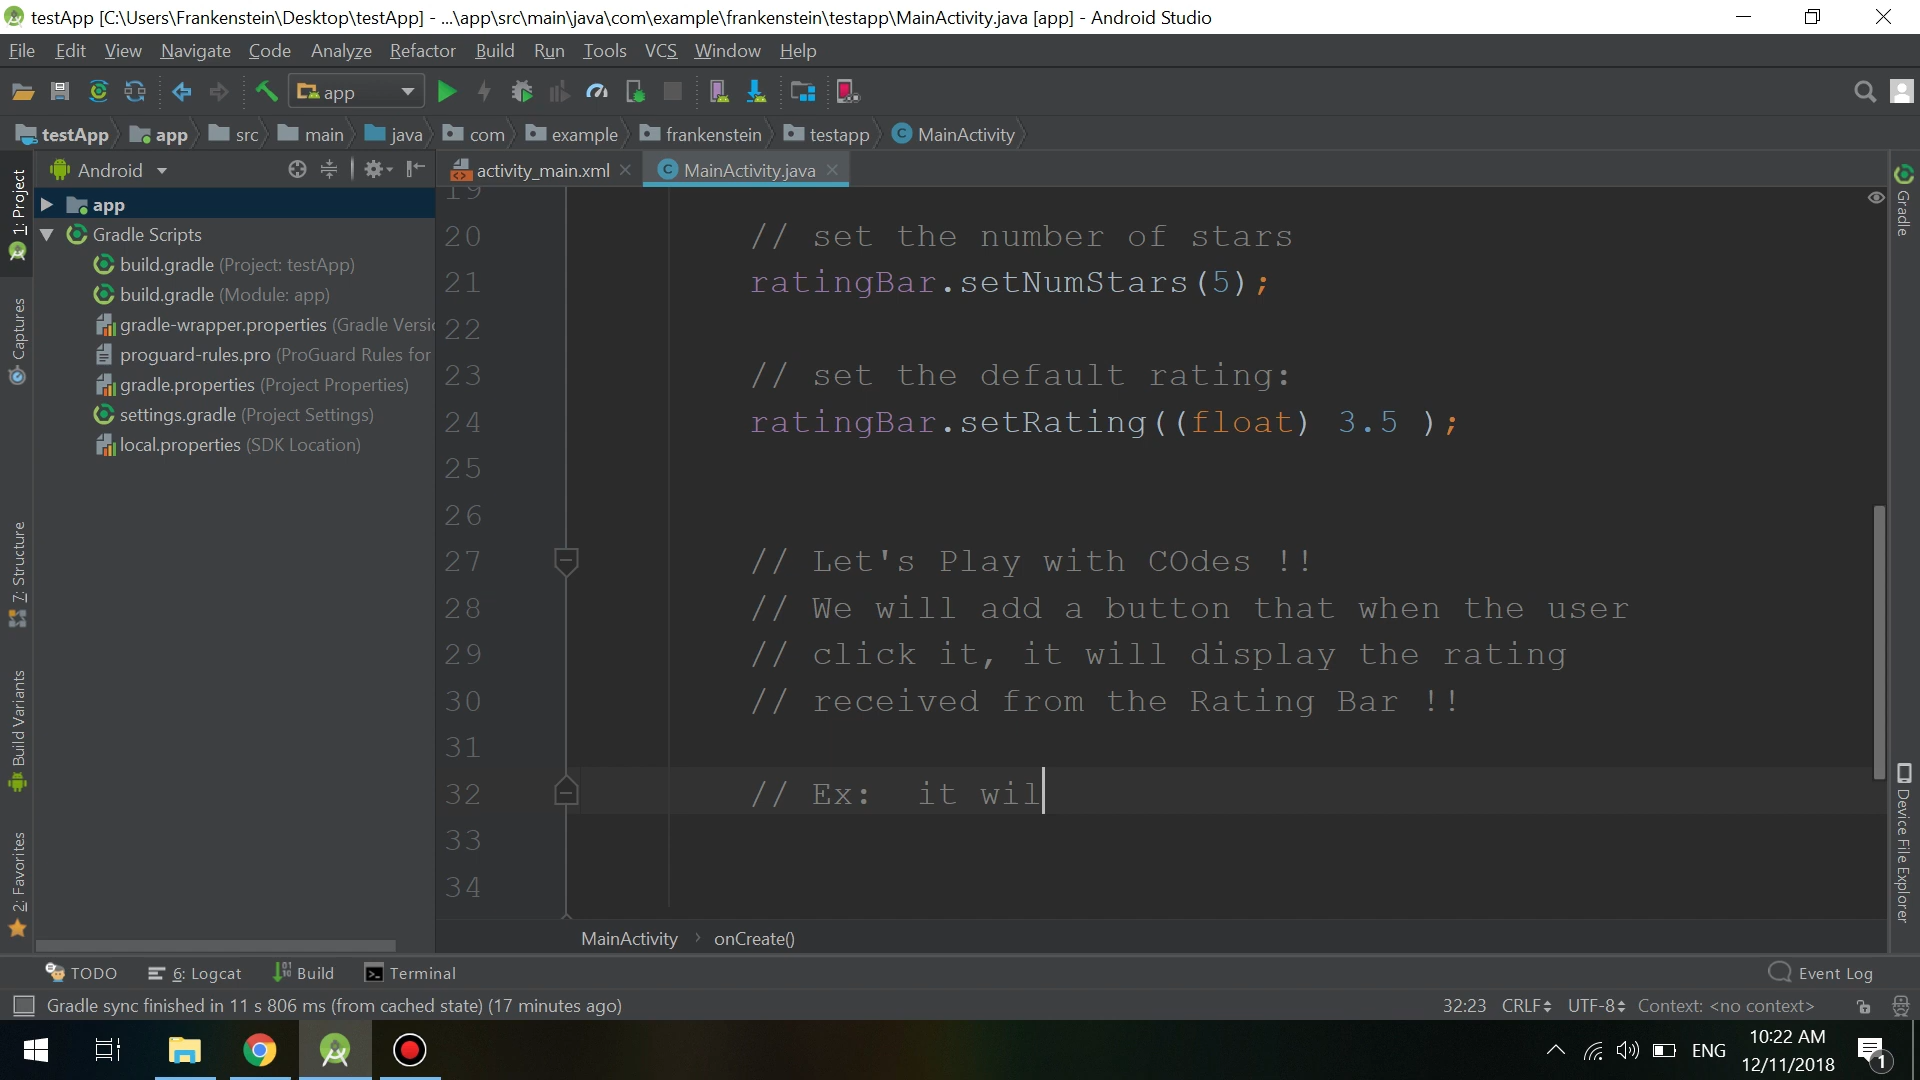 testApp [C:\Users\Frankenstein\Desktop\testApp] - ...\app\src\main\java\com\example\frankenstein\testapp\MainActivity.java [app] - Android Studio
File Edit View Navigate Code Analyze Refactor Build Run Tools VCS Window Help
app
testApp app src main java com example frankenstein testapp MainActivity
Android
activity_main.xml MainActivity.java
1: Project
Captures
7: Structure
Build Variants
2: Favorites
app
Gradle Scripts
build.gradle (Project: testApp)
build.gradle (Module: app)
gradle-wrapper.properties (Gradle Versi
proguard-rules.pro (ProGuard Rules for
gradle.properties (Project Properties)
settings.gradle (Project Settings)
local.properties (SDK Location)
19
20 // set the number of stars
21 ratingBar.setNumStars(5);
22
23 // set the default rating:
24 ratingBar.setRating((float) 3.5 );
25
26
27 // Let's Play with COdes !!
28 // We will add a button that when the user
29 // click it, it will display the rating
30 // received from the Rating Bar !!
31
32 // Ex:  it wil
33
34
MainActivity › onCreate()
Gradle
Device File Explorer
TODO 6: Logcat Build Terminal Event Log
Gradle sync finished in 11 s 806 ms (from cached state) (17 minutes ago) 32:23 CRLF UTF-8 Context: <no context>
ENG 10:22 AM
12/11/2018
1